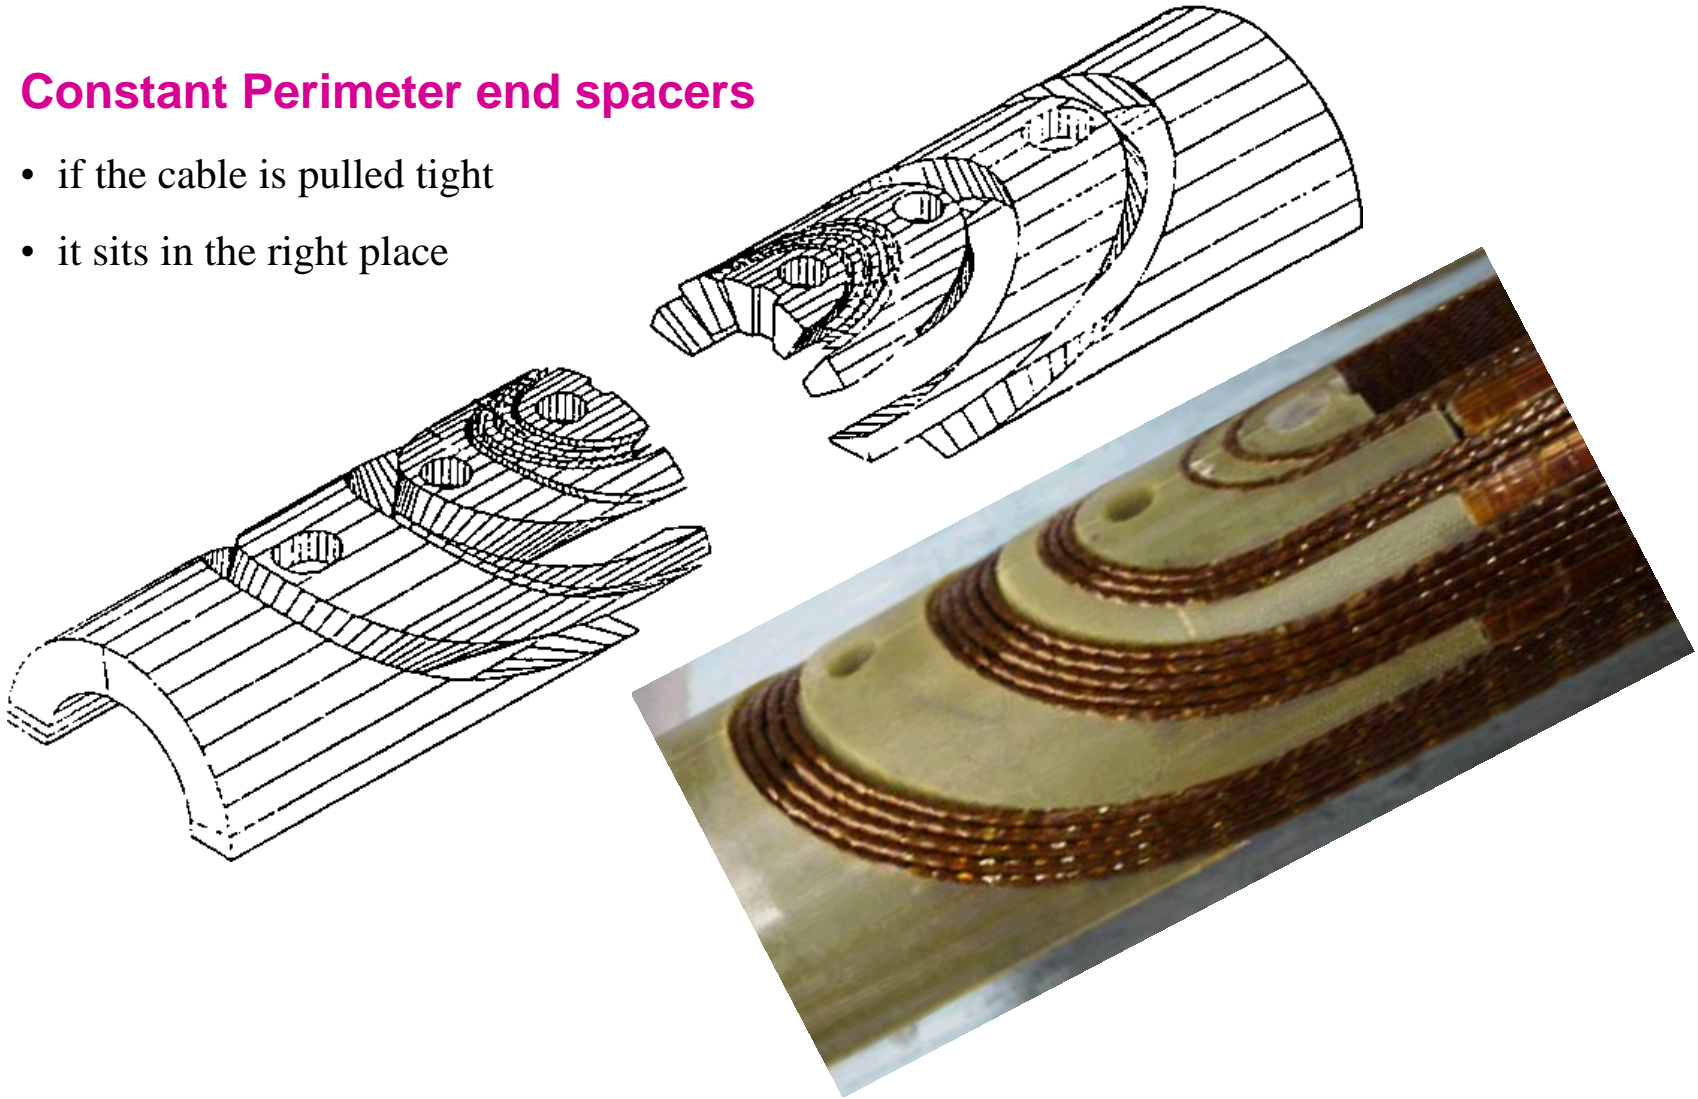 Constant Perimeter end spacers
• if the cable is pulled tight
• it sits in the right place